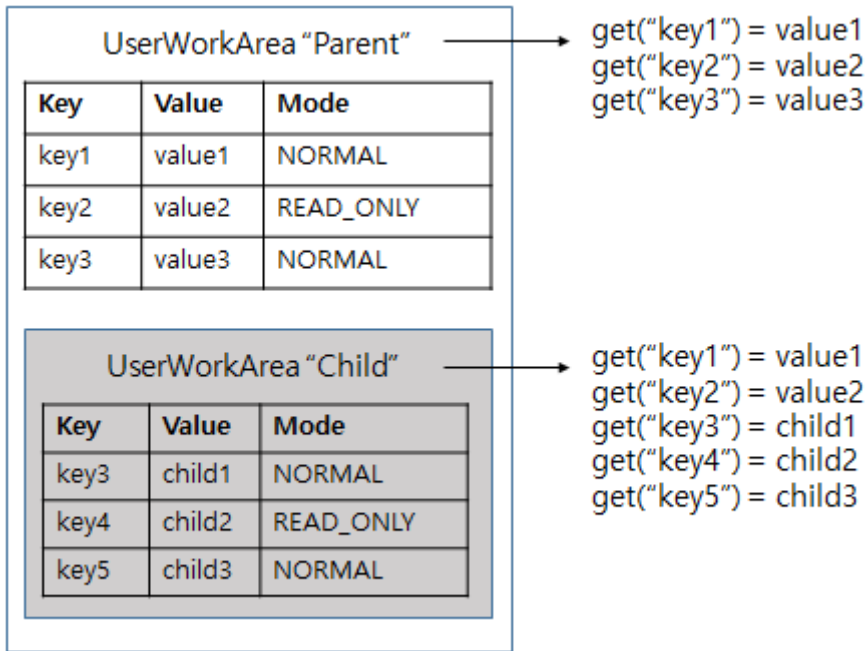 UserWorkArea “Parent”
get(“key1”) = value1
get(“key2”) = value2
get(“key3”) = value3
Key Value Mode
key1 value1 NORMAL
key2 value2 READ_ONLY
key3 value3 NORMAL
UserWorkArea “Child”
get(“key1”) = value1
get(“key2”) = value2
get(“key3”) = child1
get(“key4”) = child2
get(“key5”) = child3
Key Value Mode
key3 child1 NORMAL
key4 child2 READ_ONLY
key5 child3 NORMAL